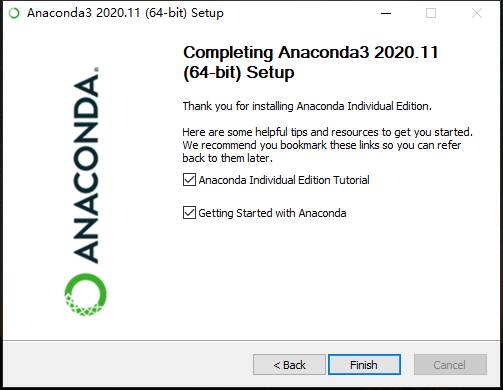 Anaconda3 2020.11 (64-bit) Setup
Completing Anaconda3 2020.11
(64-bit) Setup
Thank you for installing Anaconda Individual Edition.
Here are some helpful tips and resources to get you started.
We recommend you bookmark these links so you can refer
back to them later.
Anaconda Individual Edition Tutorial
Getting Started with Anaconda
ANACONDA.
< Back
Finish
Cancel